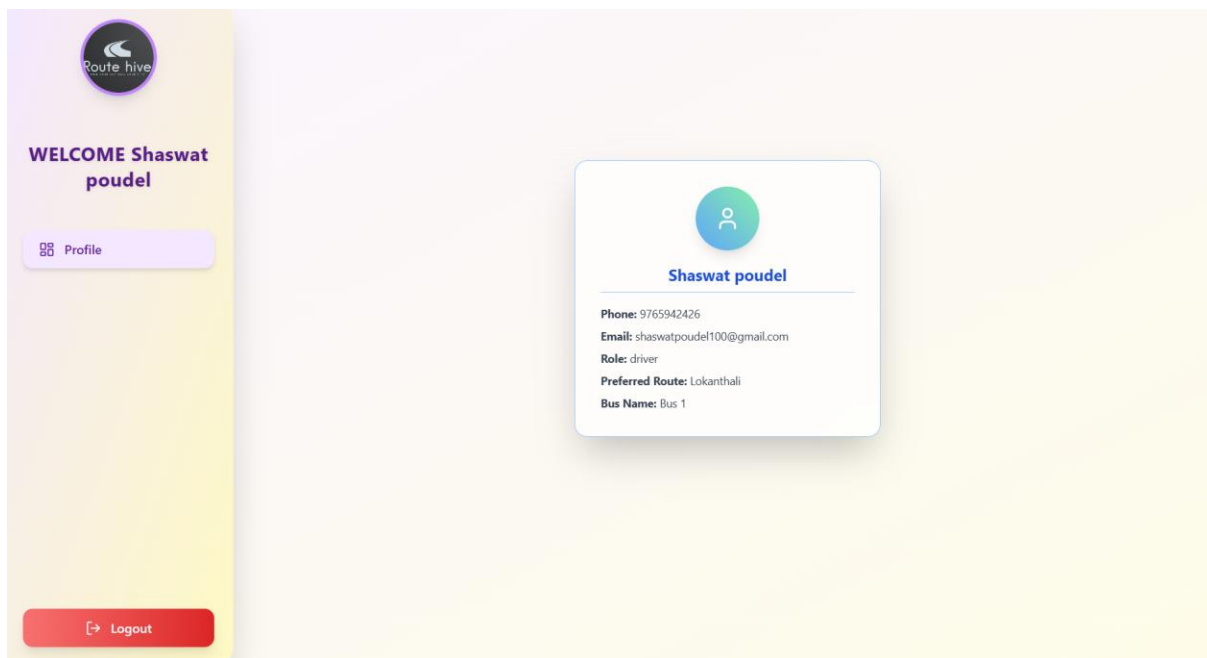 Route hive
WELCOME Shaswat
poudel
Profile
Logout
Shaswat poudel
Phone: 9765942426
Email: shaswatpoudel100@gmail.com
Role: driver
Preferred Route: Lokanthali
Bus Name: Bus 1